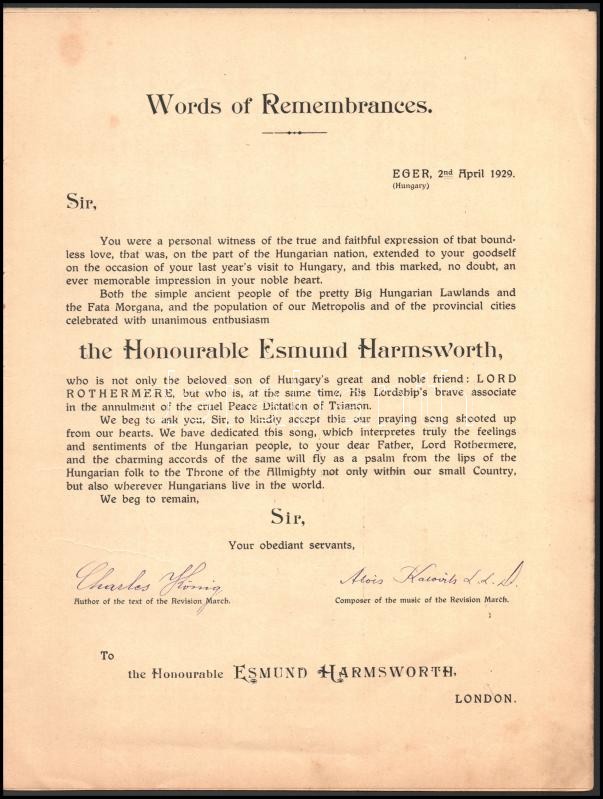 Words of Remembrances.
EGER, 2nd April 1929.
(Hungary)
Sir,
You were a personal witness of the true and faithful expression of that bound-
less love, that was, on the part of the Hungarian nation, extended to your goodself
on the occasion of your last year's visit to Hungary, and this marked, no doubt, an
ever memorable impression in your noble heart.
Both the simple ancient people of the pretty Big Hungarian Lawlands and
the Fata Morgana, and the population of our Metropolis and of the provincial cities
celebrated with unanimous enthusiasm
the Honourable Esmund Harmsworth,
who is not only the beloved son of Hungary's great and noble friend: LORD
ROTHERMERE, but who is, at the same time, His Lordship's brave associate
in the annulment of the cruel Peace Dictation of Trianon.
We beg to ask you, Sir, to kindly accept this our praying song shooted up
from our hearts. We have dedicated this song, which interpretes truly the feelings
and sentiments of the Hungarian people, to your dear Father, Lord Rothermere,
and the charming accords of the same will fly as a psalm from the lips of the
Hungarian folk to the Throne of the Allmighty not only within our small Country,
but also wherever Hungarians live in the world.
We beg to remain,
Sir,
Your obediant servants,
Charles König Alois
Author of the text of the Revision March. Composer of the music of the Revision March.
1
To
the Honourable ESMUND HARMSWORTH,
LONDON.